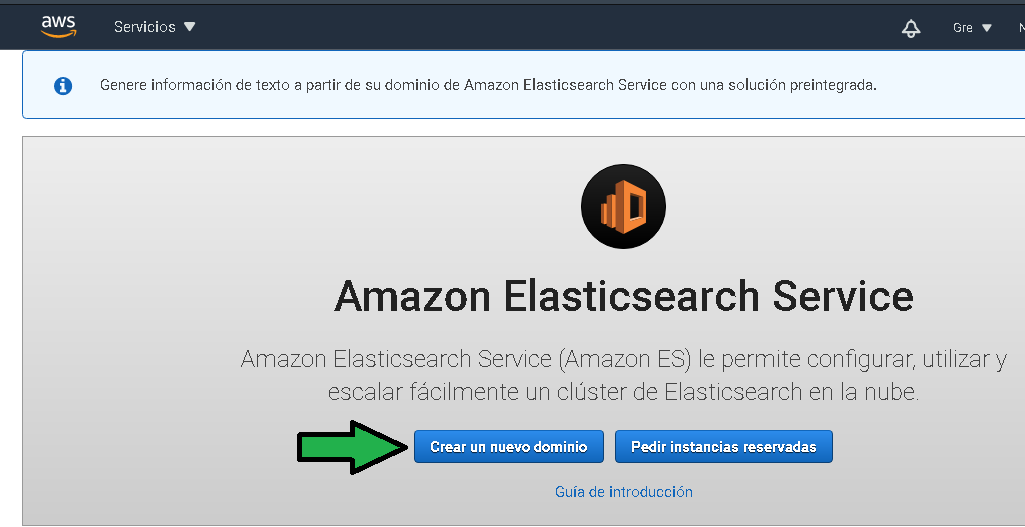 aws Servicios Gre
Genere información de texto a partir de su dominio de Amazon Elasticsearch Service con una solución preintegrada.
Amazon Elasticsearch Service
Amazon Elasticsearch Service (Amazon ES) le permite configurar, utilizar y
escalar fácilmente un clúster de Elasticsearch en la nube.
Crear un nuevo dominio Pedir instancias reservadas
Guía de introducción